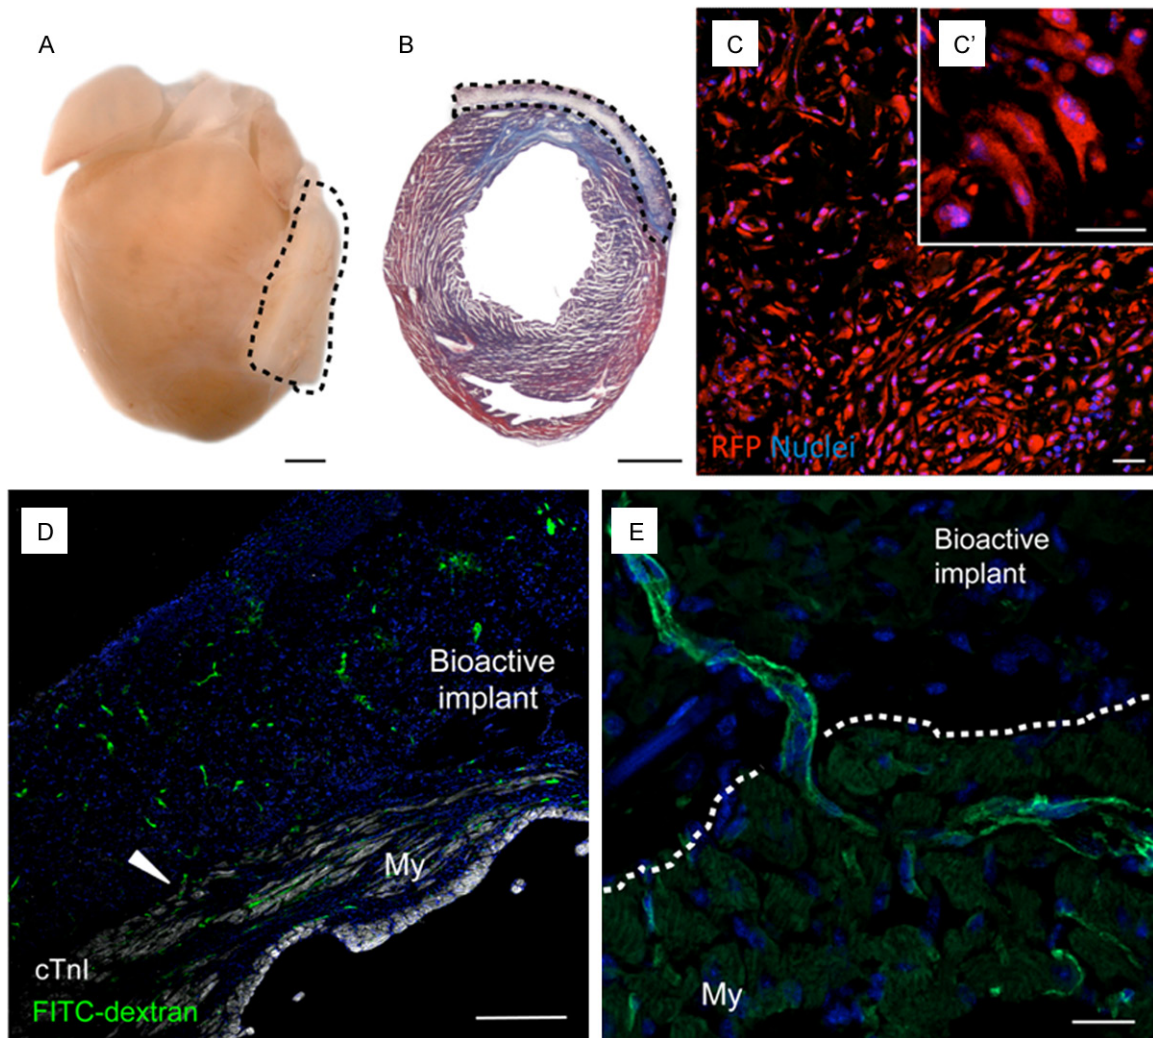 A
B
C
C’
RFP Nuclei
D
Bioactive
implant
My
cTnI
FITC-dextran
E
Bioactive
implant
My